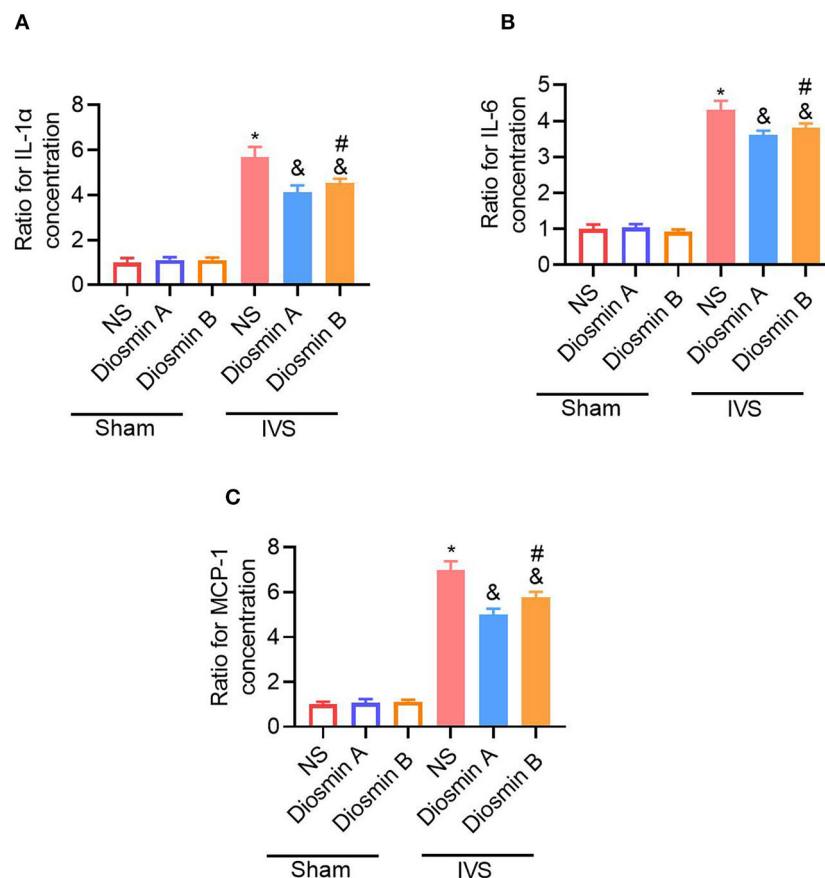 A
Ratio for IL-1α
concentration
8
6
4
2
0
*
&
#
&
NS
Diosmin A
Diosmin B
NS
Diosmin A
Diosmin B
Sham
IVS
B
Ratio for IL-6
concentration
5
4
3
2
1
0
*
&
#
&
NS
Diosmin A
Diosmin B
NS
Diosmin A
Diosmin B
Sham
IVS
C
Ratio for MCP-1
concentration
8
6
4
2
0
*
&
#
&
NS
Diosmin A
Diosmin B
NS
Diosmin A
Diosmin B
Sham
IVS